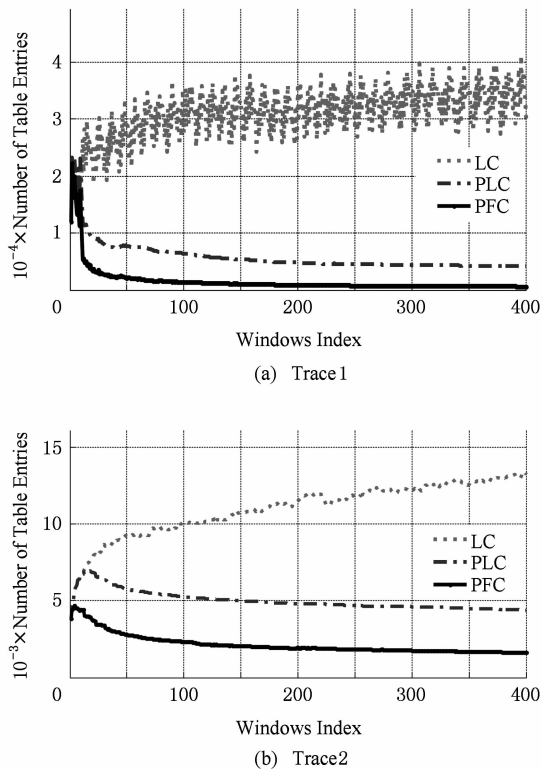 10⁻⁴×Number of Table Entries
4
3
2
1
LC
PLC
PFC
0 100 200 300 400
Windows Index
(a) Trace1
10⁻³×Number of Table Entries
15
10
5
LC
PLC
PFC
0 100 200 300 400
Windows Index
(b) Trace2